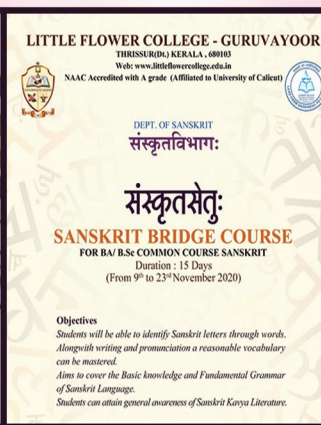 LITTLE FLOWER COLLEGE - GURUVAYOOR
THRISSUR(Dt.) KERALA , 680103
Web: www.littleflowercollege.edu.in
NAAC Accredited with A grade (Affiliated to University of Calicut)
DEPT. OF SANSKRIT
संस्कृतविभागः
संस्कृतसेतुः
SANSKRIT BRIDGE COURSE
FOR BA/ B.Sc COMMON COURSE SANSKRIT
Duration : 15 Days
(From 9th to 23rd November 2020)
Objectives
Students will be able to identify Sanskrit letters through words.
Alongwith writing and pronunciation a reasonable vocabulary
can be mastered.
Aims to cover the Basic knowledge and Fundamental Grammar
of Sanskrit Language.
Students can attain general awareness of Sanskrit Kavya Literature.